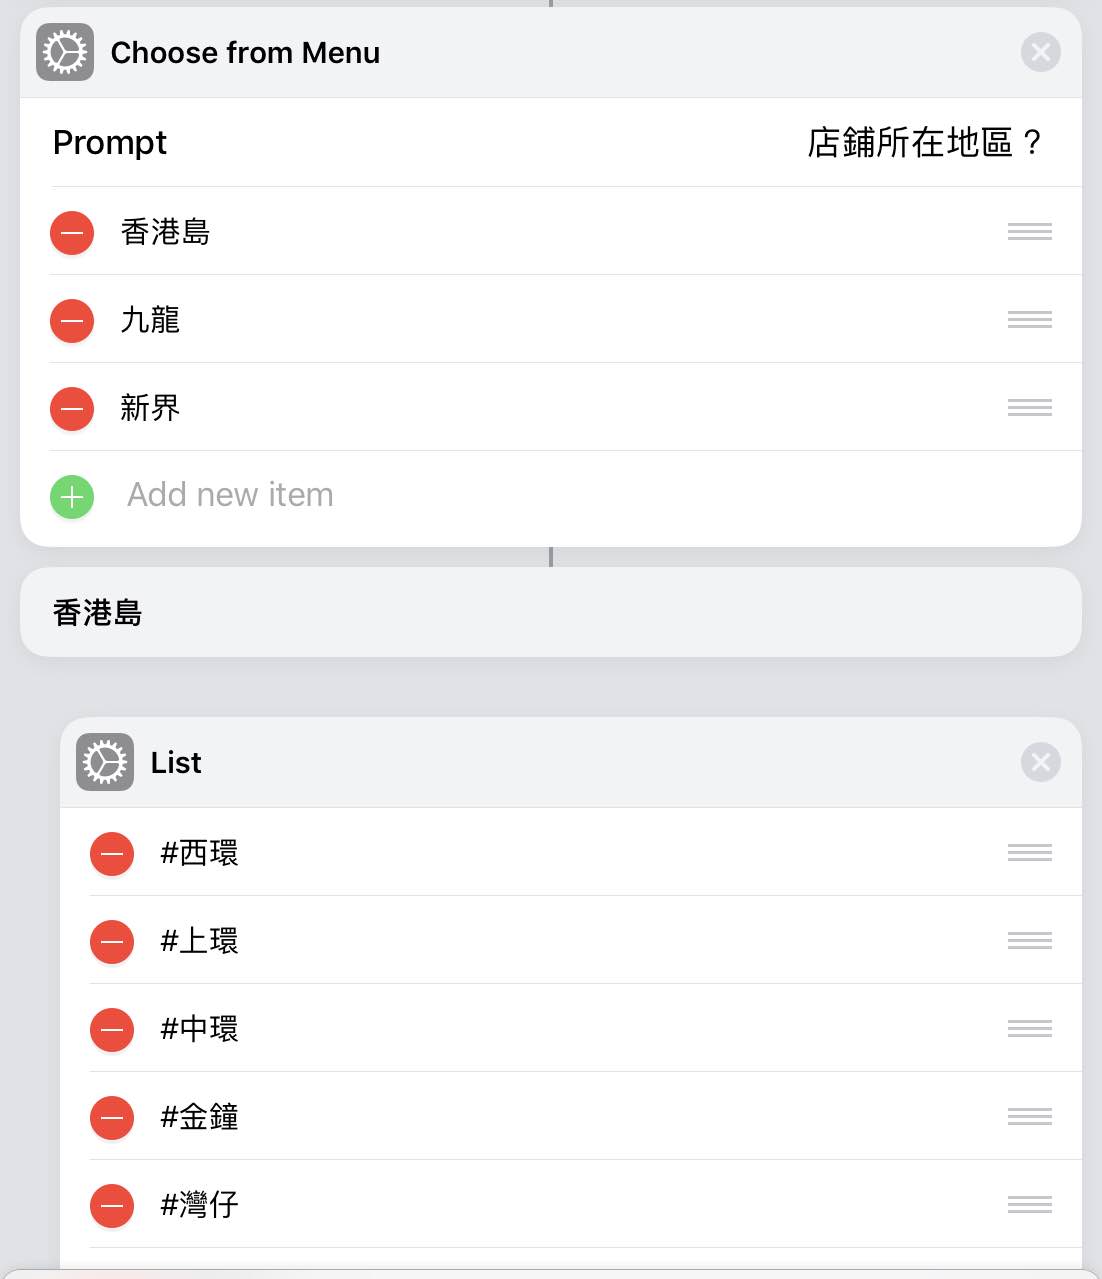 Choose from Menu
Prompt 店鋪所在地區？
香港島
九龍
新界
Add new item
香港島
List
#西環
#上環
#中環
#金鐘
#灣仔